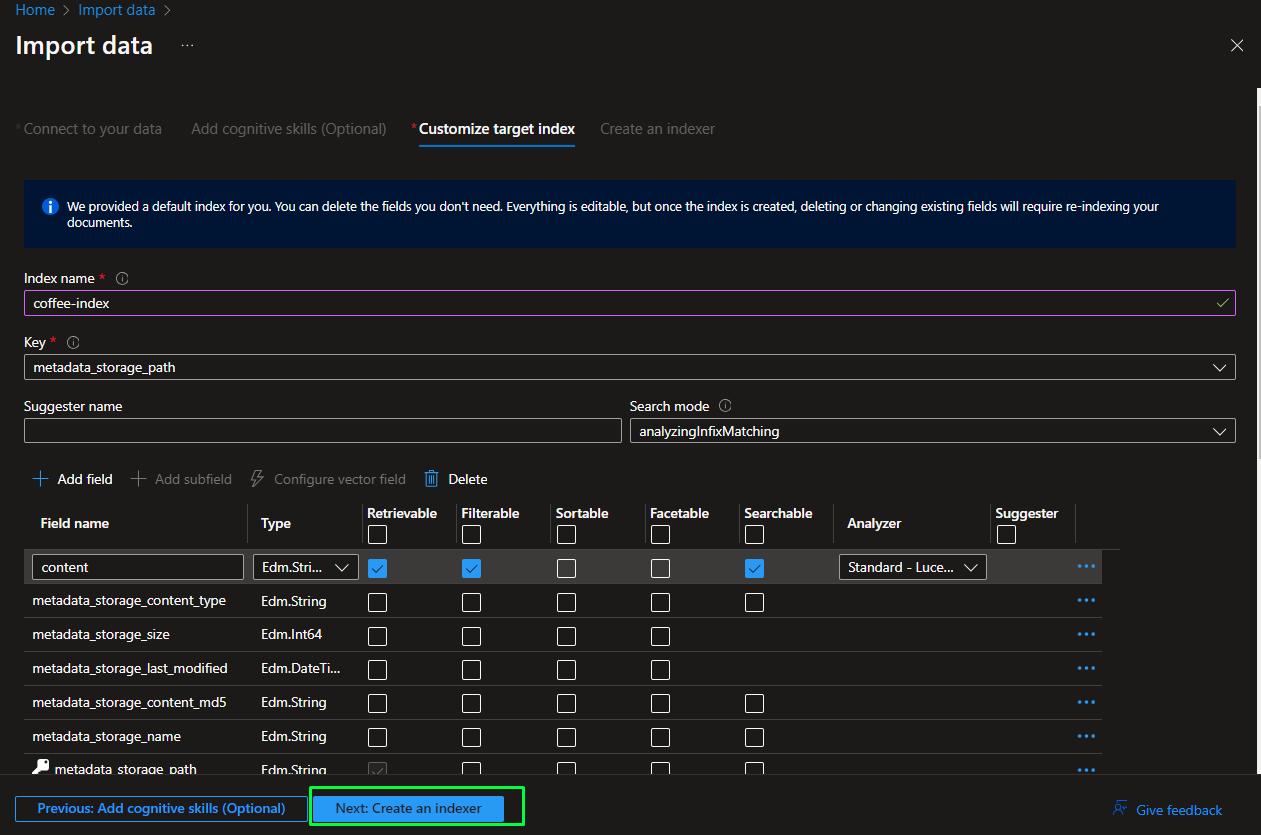 Home > Import data >
Import data ...
* Connect to your data Add cognitive skills (Optional) * Customize target index Create an indexer
We provided a default index for you. You can delete the fields you don't need. Everything is editable, but once the index is created, deleting or changing existing fields will require re-indexing your
documents.
Index name *
coffee-index
Key *
metadata_storage_path
Suggester name Search mode
analyzingInfixMatching
Add field Add subfield Configure vector field Delete
Field name Type Retrievable Filterable Sortable Facetable Searchable Analyzer Suggester
content Edm.Stri... Standard - Luce...
metadata_storage_content_type Edm.String
metadata_storage_size Edm.Int64
metadata_storage_last_modified Edm.DateTi...
metadata_storage_content_md5 Edm.String
metadata_storage_name Edm.String
metadata_storage_path Edm.String
Previous: Add cognitive skills (Optional) Next: Create an indexer Give feedback